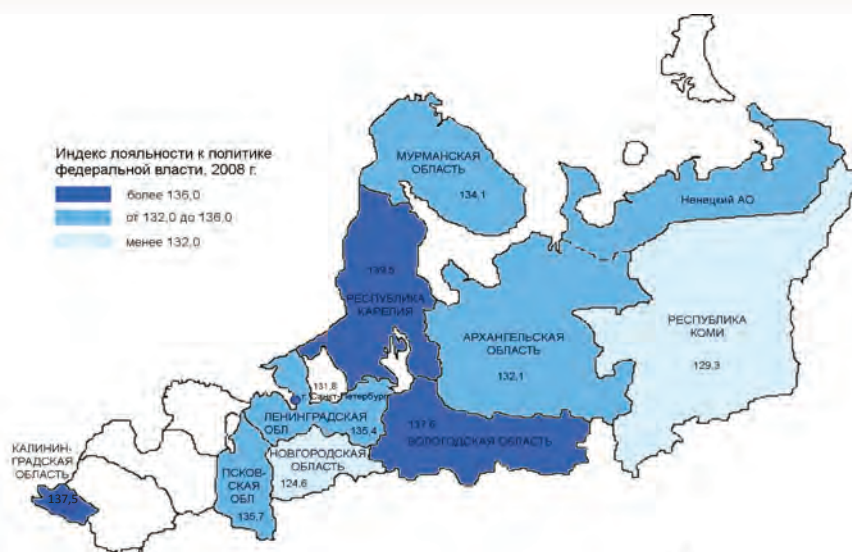 Индекс лояльности к политике
федеральной власти, 2008 г.
более 136,0
от 132,0 до 136,0
менее 132,0
МУРМАНСКАЯ
ОБЛАСТЬ
134,1
Ненецкий АО
139,5
РЕСПУБЛИКА
КАРЕЛИЯ
АРХАНГЕЛЬСКАЯ
ОБЛАСТЬ
132,1
РЕСПУБЛИКА
КОМИ
129,3
131,8
г. Санкт-Петербург
ЛЕНИНГРАДСКАЯ
ОБЛ
135,4
137,6
ВОЛОГОДСКАЯ ОБЛАСТЬ
НОВГОРОДСКАЯ
ОБЛАСТЬ
124,6
ПСКОВ-
СКАЯ
ОБЛ
135,7
КАЛИНИН-
ГРАДСКАЯ
ОБЛАСТЬ
137,5